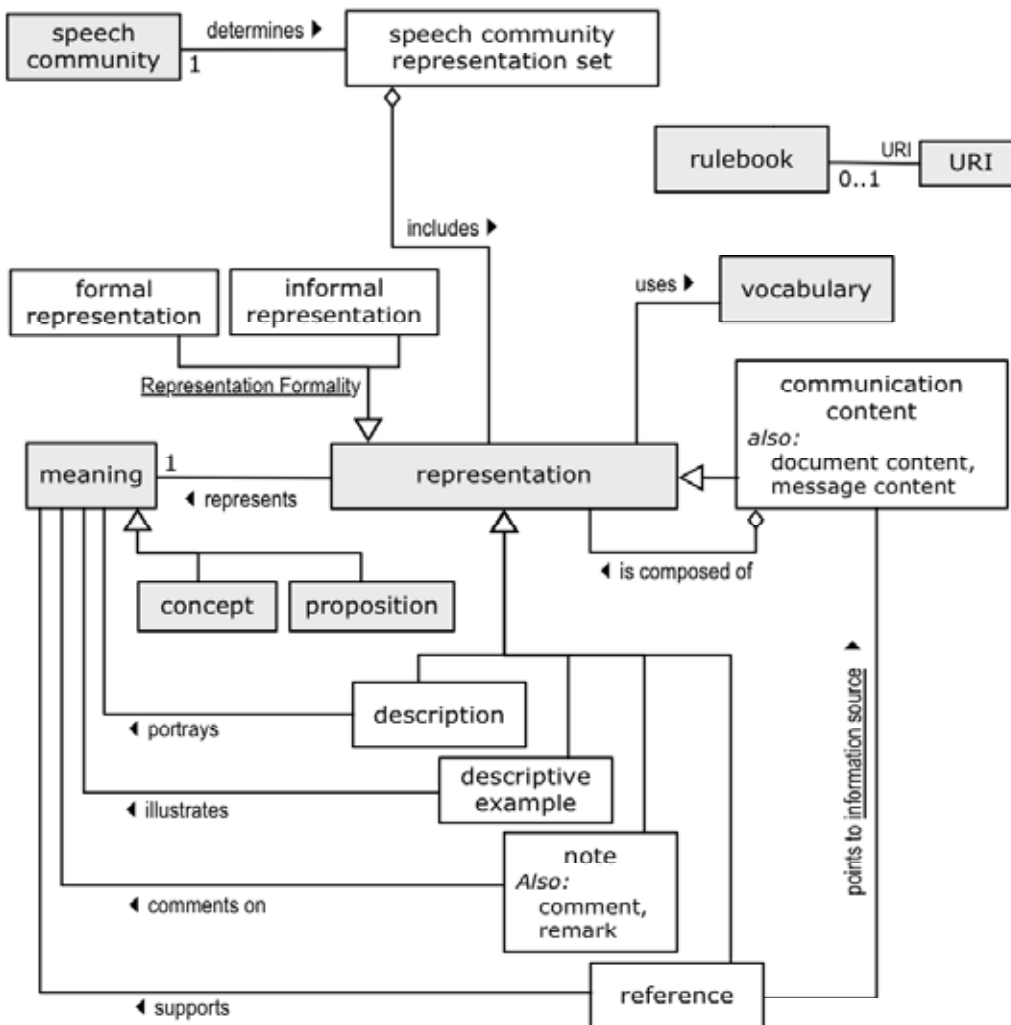 speech
community
determines ▶
1
speech community
representation set
rulebook
0..1
URI
URI
includes ▶
formal
representation
informal
representation
uses ▶
vocabulary
Representation Formality
communication
content
also:
document content,
message content
meaning
1
◀ represents
representation
◀ is composed of
concept
proposition
points to information source ▶
description
◀ portrays
descriptive
example
◀ illustrates
note
Also:
comment,
remark
◀ comments on
reference
◀ supports